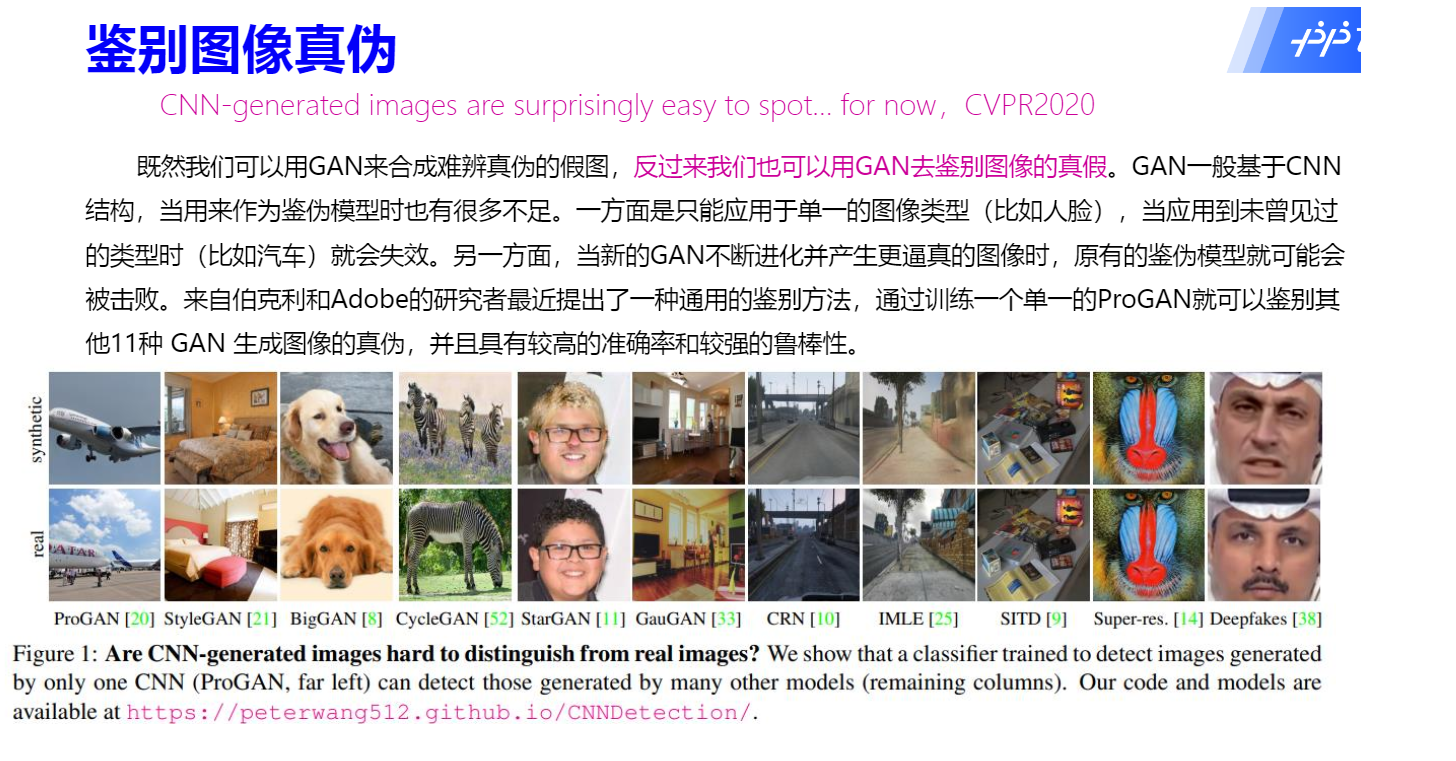 鉴别图像真伪
CNN-generated images are surprisingly easy to spot... for now，CVPR2020
既然我们可以用GAN来合成难辨真伪的假图，反过来我们也可以用GAN去鉴别图像的真假。GAN一般基于CNN
结构，当用来作为鉴伪模型时也有很多不足。一方面是只能应用于单一的图像类型（比如人脸），当应用到未曾见过
的类型时（比如汽车）就会失效。另一方面，当新的GAN不断进化并产生更逼真的图像时，原有的鉴伪模型就可能会
被击败。来自伯克利和Adobe的研究者最近提出了一种通用的鉴别方法，通过训练一个单一的ProGAN就可以鉴别其
他11种 GAN 生成图像的真伪，并且具有较高的准确率和较强的鲁棒性。
synthetic
real
ATAR
ProGAN [20] StyleGAN [21] BigGAN [8] CycleGAN [52] StarGAN [11] GauGAN [33] CRN [10] IMLE [25] SITD [9] Super-res. [14] Deepfakes [38]
Figure 1: Are CNN-generated images hard to distinguish from real images? We show that a classifier trained to detect images generated
by only one CNN (ProGAN, far left) can detect those generated by many other models (remaining columns). Our code and models are
available at https://peterwang512.github.io/CNNDetection/.